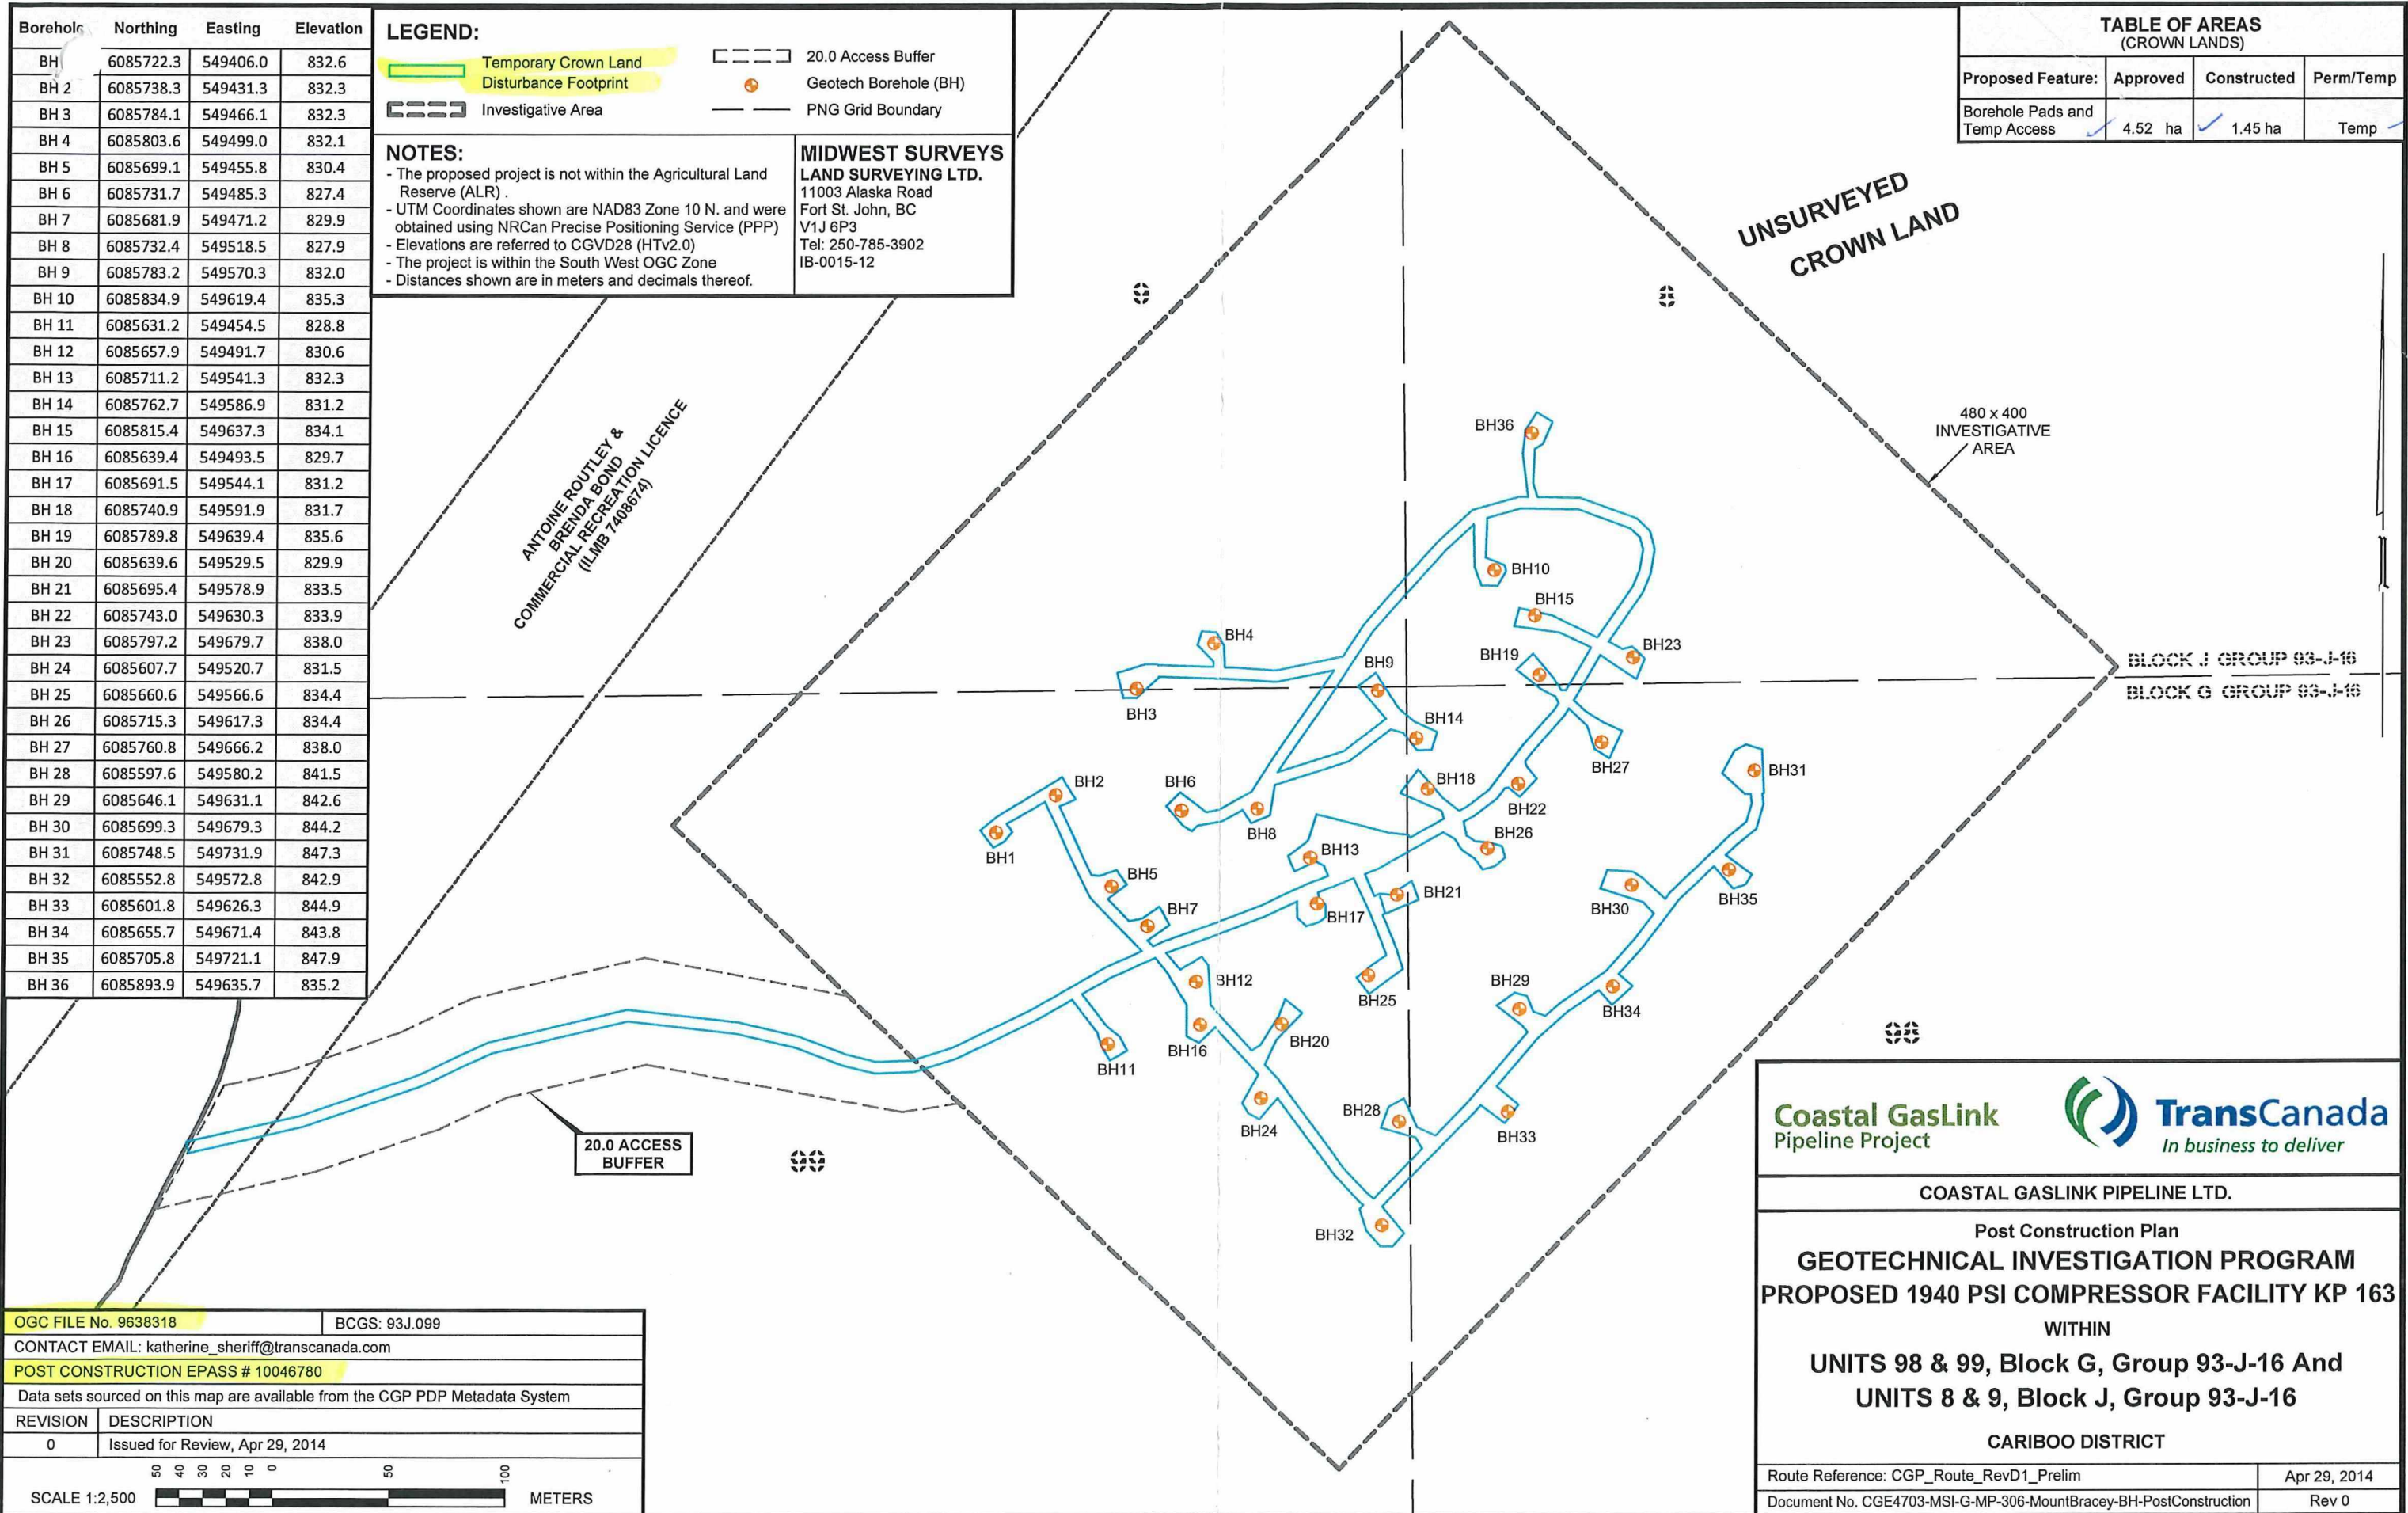 Borehole Northing Easting Elevation
BH 6085722.3 549406.0 832.6
BH 2 6085738.3 549431.3 832.3
BH 3 6085784.1 549466.1 832.3
BH 4 6085803.6 549499.0 832.1
BH 5 6085699.1 549455.8 830.4
BH 6 6085731.7 549485.3 827.4
BH 7 6085681.9 549471.2 829.9
BH 8 6085732.4 549518.5 827.9
BH 9 6085783.2 549570.3 832.0
BH 10 6085834.9 549619.4 835.3
BH 11 6085631.2 549454.5 828.8
BH 12 6085657.9 549491.7 830.6
BH 13 6085711.2 549541.3 832.3
BH 14 6085762.7 549586.9 831.2
BH 15 6085815.4 549637.3 834.1
BH 16 6085639.4 549493.5 829.7
BH 17 6085691.5 549544.1 831.2
BH 18 6085740.9 549591.9 831.7
BH 19 6085789.8 549639.4 835.6
BH 20 6085639.6 549529.5 829.9
BH 21 6085695.4 549578.9 833.5
BH 22 6085743.0 549630.3 833.9
BH 23 6085797.2 549679.7 838.0
BH 24 6085607.7 549520.7 831.5
BH 25 6085660.6 549566.6 834.4
BH 26 6085715.3 549617.3 834.4
BH 27 6085760.8 549666.2 838.0
BH 28 6085597.6 549580.2 841.5
BH 29 6085646.1 549631.1 842.6
BH 30 6085699.3 549679.3 844.2
BH 31 6085748.5 549731.9 847.3
BH 32 6085552.8 549572.8 842.9
BH 33 6085601.8 549626.3 844.9
BH 34 6085655.7 549671.4 843.8
BH 35 6085705.8 549721.1 847.9
BH 36 6085893.9 549635.7 835.2
LEGEND:
Temporary Crown Land
Disturbance Footprint
Investigative Area
20.0 Access Buffer
Geotech Borehole (BH)
PNG Grid Boundary
NOTES:
- The proposed project is not within the Agricultural Land
Reserve (ALR) .
- UTM Coordinates shown are NAD83 Zone 10 N. and were
obtained using NRCan Precise Positioning Service (PPP)
- Elevations are referred to CGVD28 (HTv2.0)
- The project is within the South West OGC Zone
- Distances shown are in meters and decimals thereof.
MIDWEST SURVEYS
LAND SURVEYING LTD.
11003 Alaska Road
Fort St. John, BC
V1J 6P3
Tel: 250-785-3902
IB-0015-12
TABLE OF AREAS
(CROWN LANDS)
Proposed Feature: Approved Constructed Perm/Temp
Borehole Pads and
Temp Access 4.52 ha 1.45 ha Temp
UNSURVEYED
CROWN LAND
9
8
480 x 400
INVESTIGATIVE
AREA
ANTOINE ROUTLEY &
BRENDA BOND
COMMERCIAL RECREATION LICENCE
(ILMB 7408674)
BH36
BH10
BH15
BH4
BH23
BH9
BH19
BLOCK J GROUP 93-J-16
BLOCK G GROUP 93-J-16
BH3
BH14
BH27
BH31
BH2
BH6
BH18
BH22
BH8
BH26
BH1
BH13
BH5
BH21
BH30
BH35
BH7
BH17
BH12
BH29
BH25
BH34
BH20
BH16
98
BH11
BH28
BH24
BH33
20.0 ACCESS
BUFFER
99
BH32
Coastal GasLink
Pipeline Project
TransCanada
In business to deliver
COASTAL GASLINK PIPELINE LTD.
Post Construction Plan
GEOTECHNICAL INVESTIGATION PROGRAM
PROPOSED 1940 PSI COMPRESSOR FACILITY KP 163
WITHIN
UNITS 98 & 99, Block G, Group 93-J-16 And
UNITS 8 & 9, Block J, Group 93-J-16
CARIBOO DISTRICT
Route Reference: CGP_Route_RevD1_Prelim Apr 29, 2014
Document No. CGE4703-MSI-G-MP-306-MountBracey-BH-PostConstruction Rev 0
OGC FILE No. 9638318 BCGS: 93J.099
CONTACT EMAIL: katherine_sheriff@transcanada.com
POST CONSTRUCTION EPASS # 10046780
Data sets sourced on this map are available from the CGP PDP Metadata System
REVISION DESCRIPTION
0 Issued for Review, Apr 29, 2014
50 40 30 20 10 0 50 100
SCALE 1:2,500 METERS